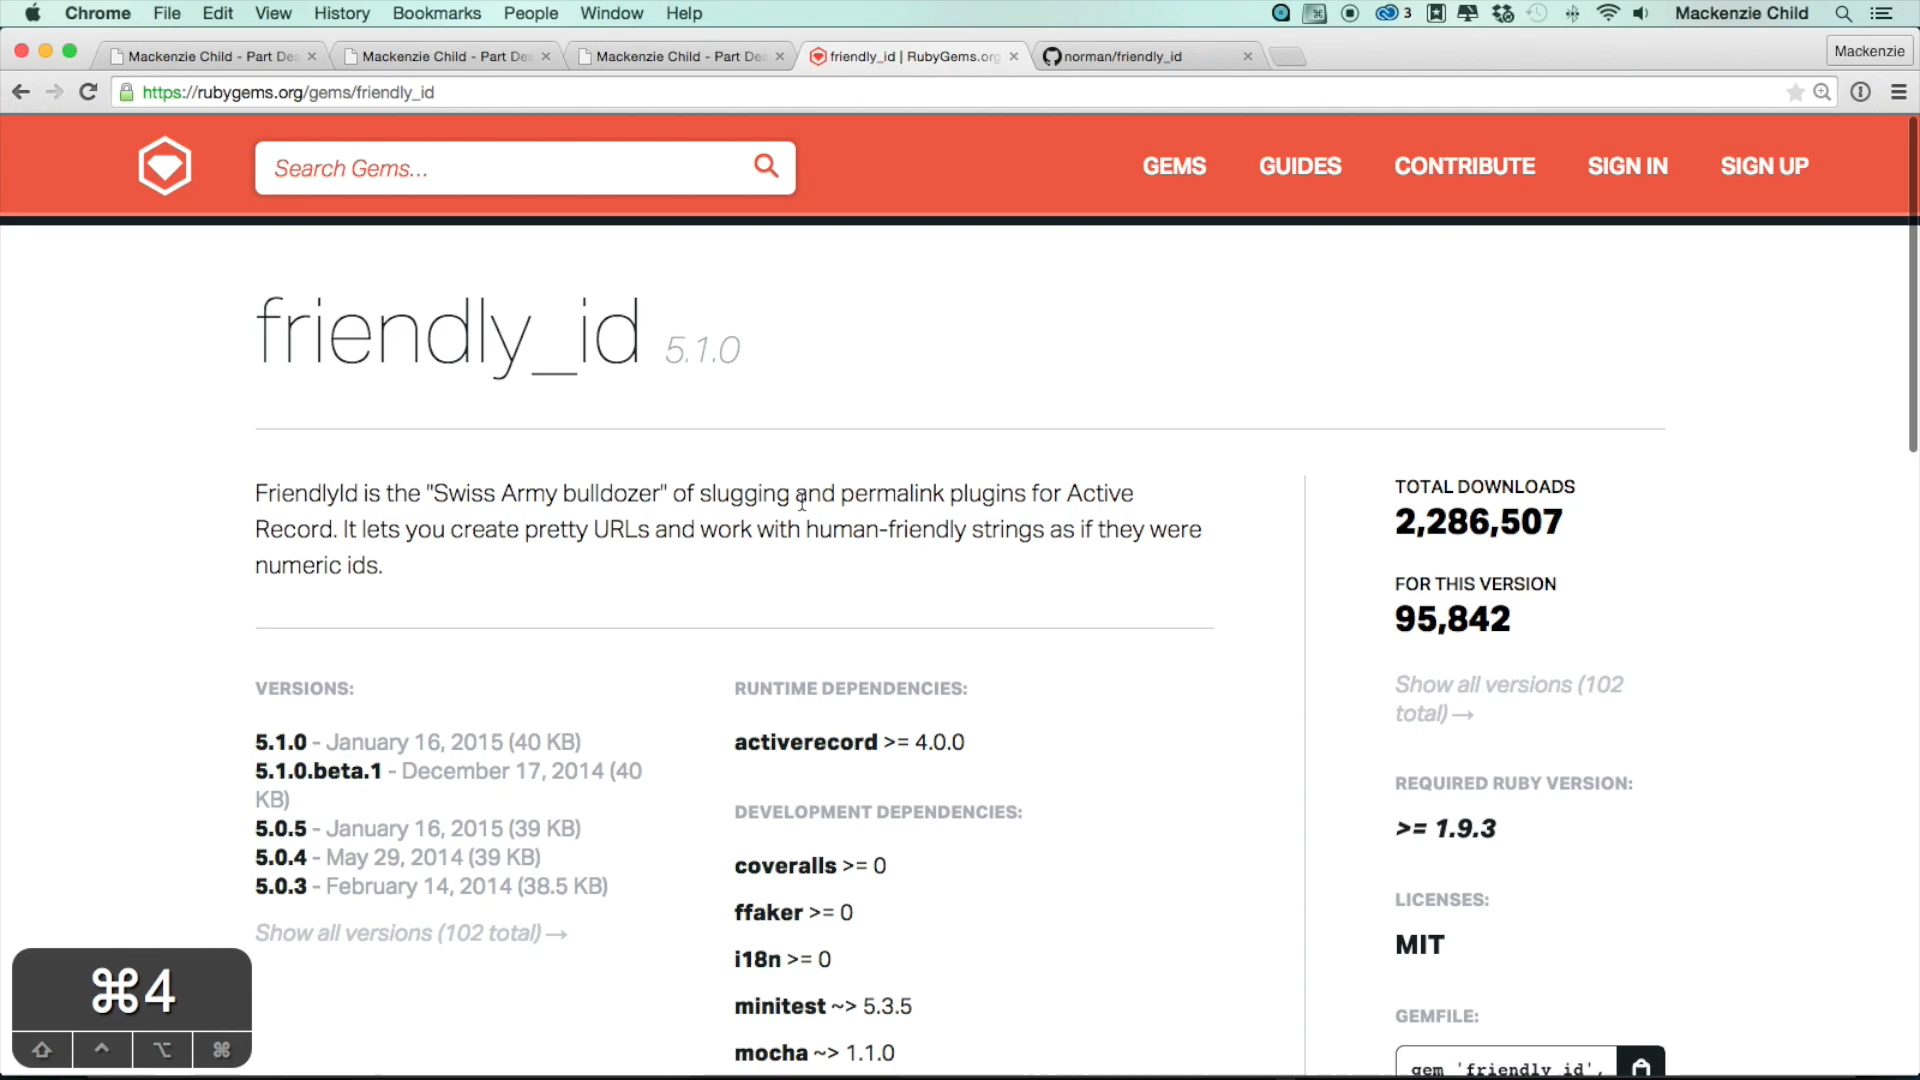 Chrome File Edit View History Bookmarks People Window Help 3 Mackenzie Child
Mackenzie Child - Part Des Mackenzie Child - Part Des Mackenzie Child - Part Des friendly_id | RubyGems.org norman/friendly_id Mackenzie
https://rubygems.org/gems/friendly_id
Search Gems... GEMS GUIDES CONTRIBUTE SIGN IN SIGN UP
friendly_id 5.1.0
FriendlyId is the "Swiss Army bulldozer" of slugging and permalink plugins for Active
Record. It lets you create pretty URLs and work with human-friendly strings as if they were
numeric ids.
TOTAL DOWNLOADS
2,286,507
FOR THIS VERSION
95,842
Show all versions (102
total) →
REQUIRED RUBY VERSION:
>= 1.9.3
LICENSES:
MIT
GEMFILE:
gem 'friendly_id',
VERSIONS:
5.1.0 - January 16, 2015 (40 KB)
5.1.0.beta.1 - December 17, 2014 (40
KB)
5.0.5 - January 16, 2015 (39 KB)
5.0.4 - May 29, 2014 (39 KB)
5.0.3 - February 14, 2014 (38.5 KB)
Show all versions (102 total) →
RUNTIME DEPENDENCIES:
activerecord >= 4.0.0
DEVELOPMENT DEPENDENCIES:
coveralls >= 0
ffaker >= 0
i18n >= 0
minitest ~> 5.3.5
mocha ~> 1.1.0
⌘4
⇧ ⌃ ⌥ ⌘